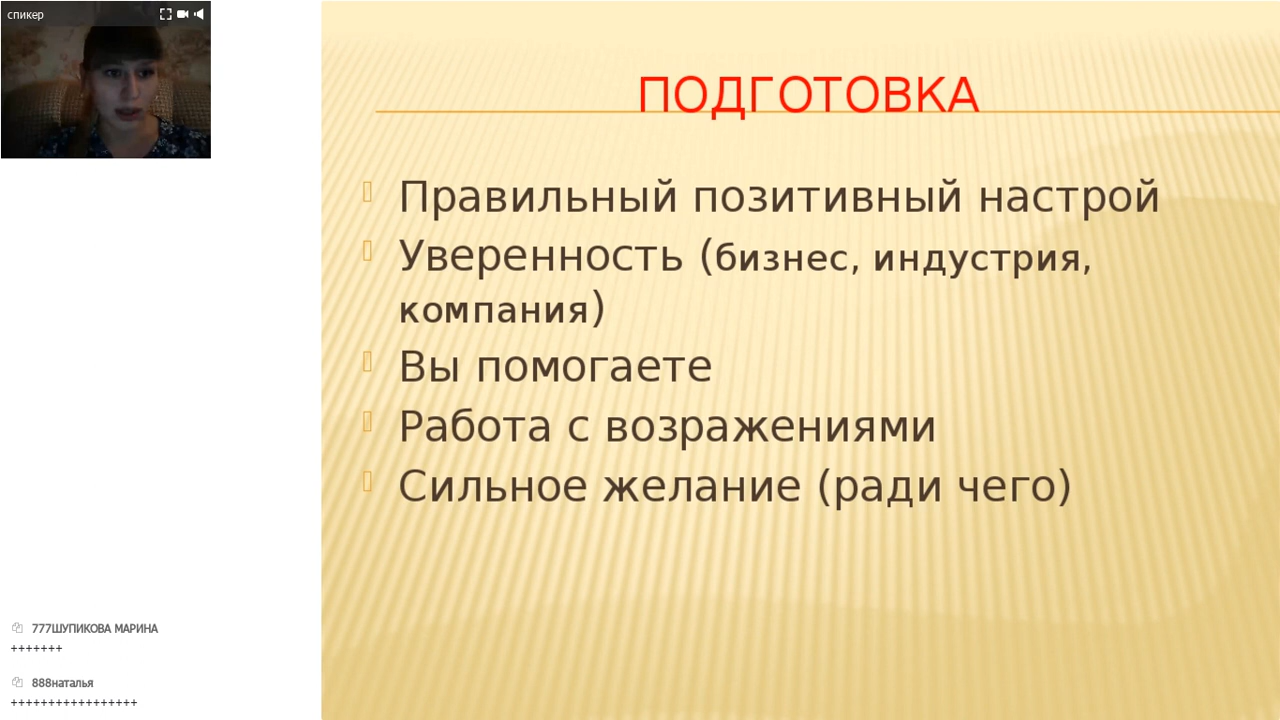 спикер
ПОДГОТОВКА
Правильный позитивный настрой
Уверенность (бизнес, индустрия,
компания)
Вы помогаете
Работа с возражениями
Сильное желание (ради чего)
777ШУПИКОВА МАРИНА
+++++++
888наталья
+++++++++++++++++